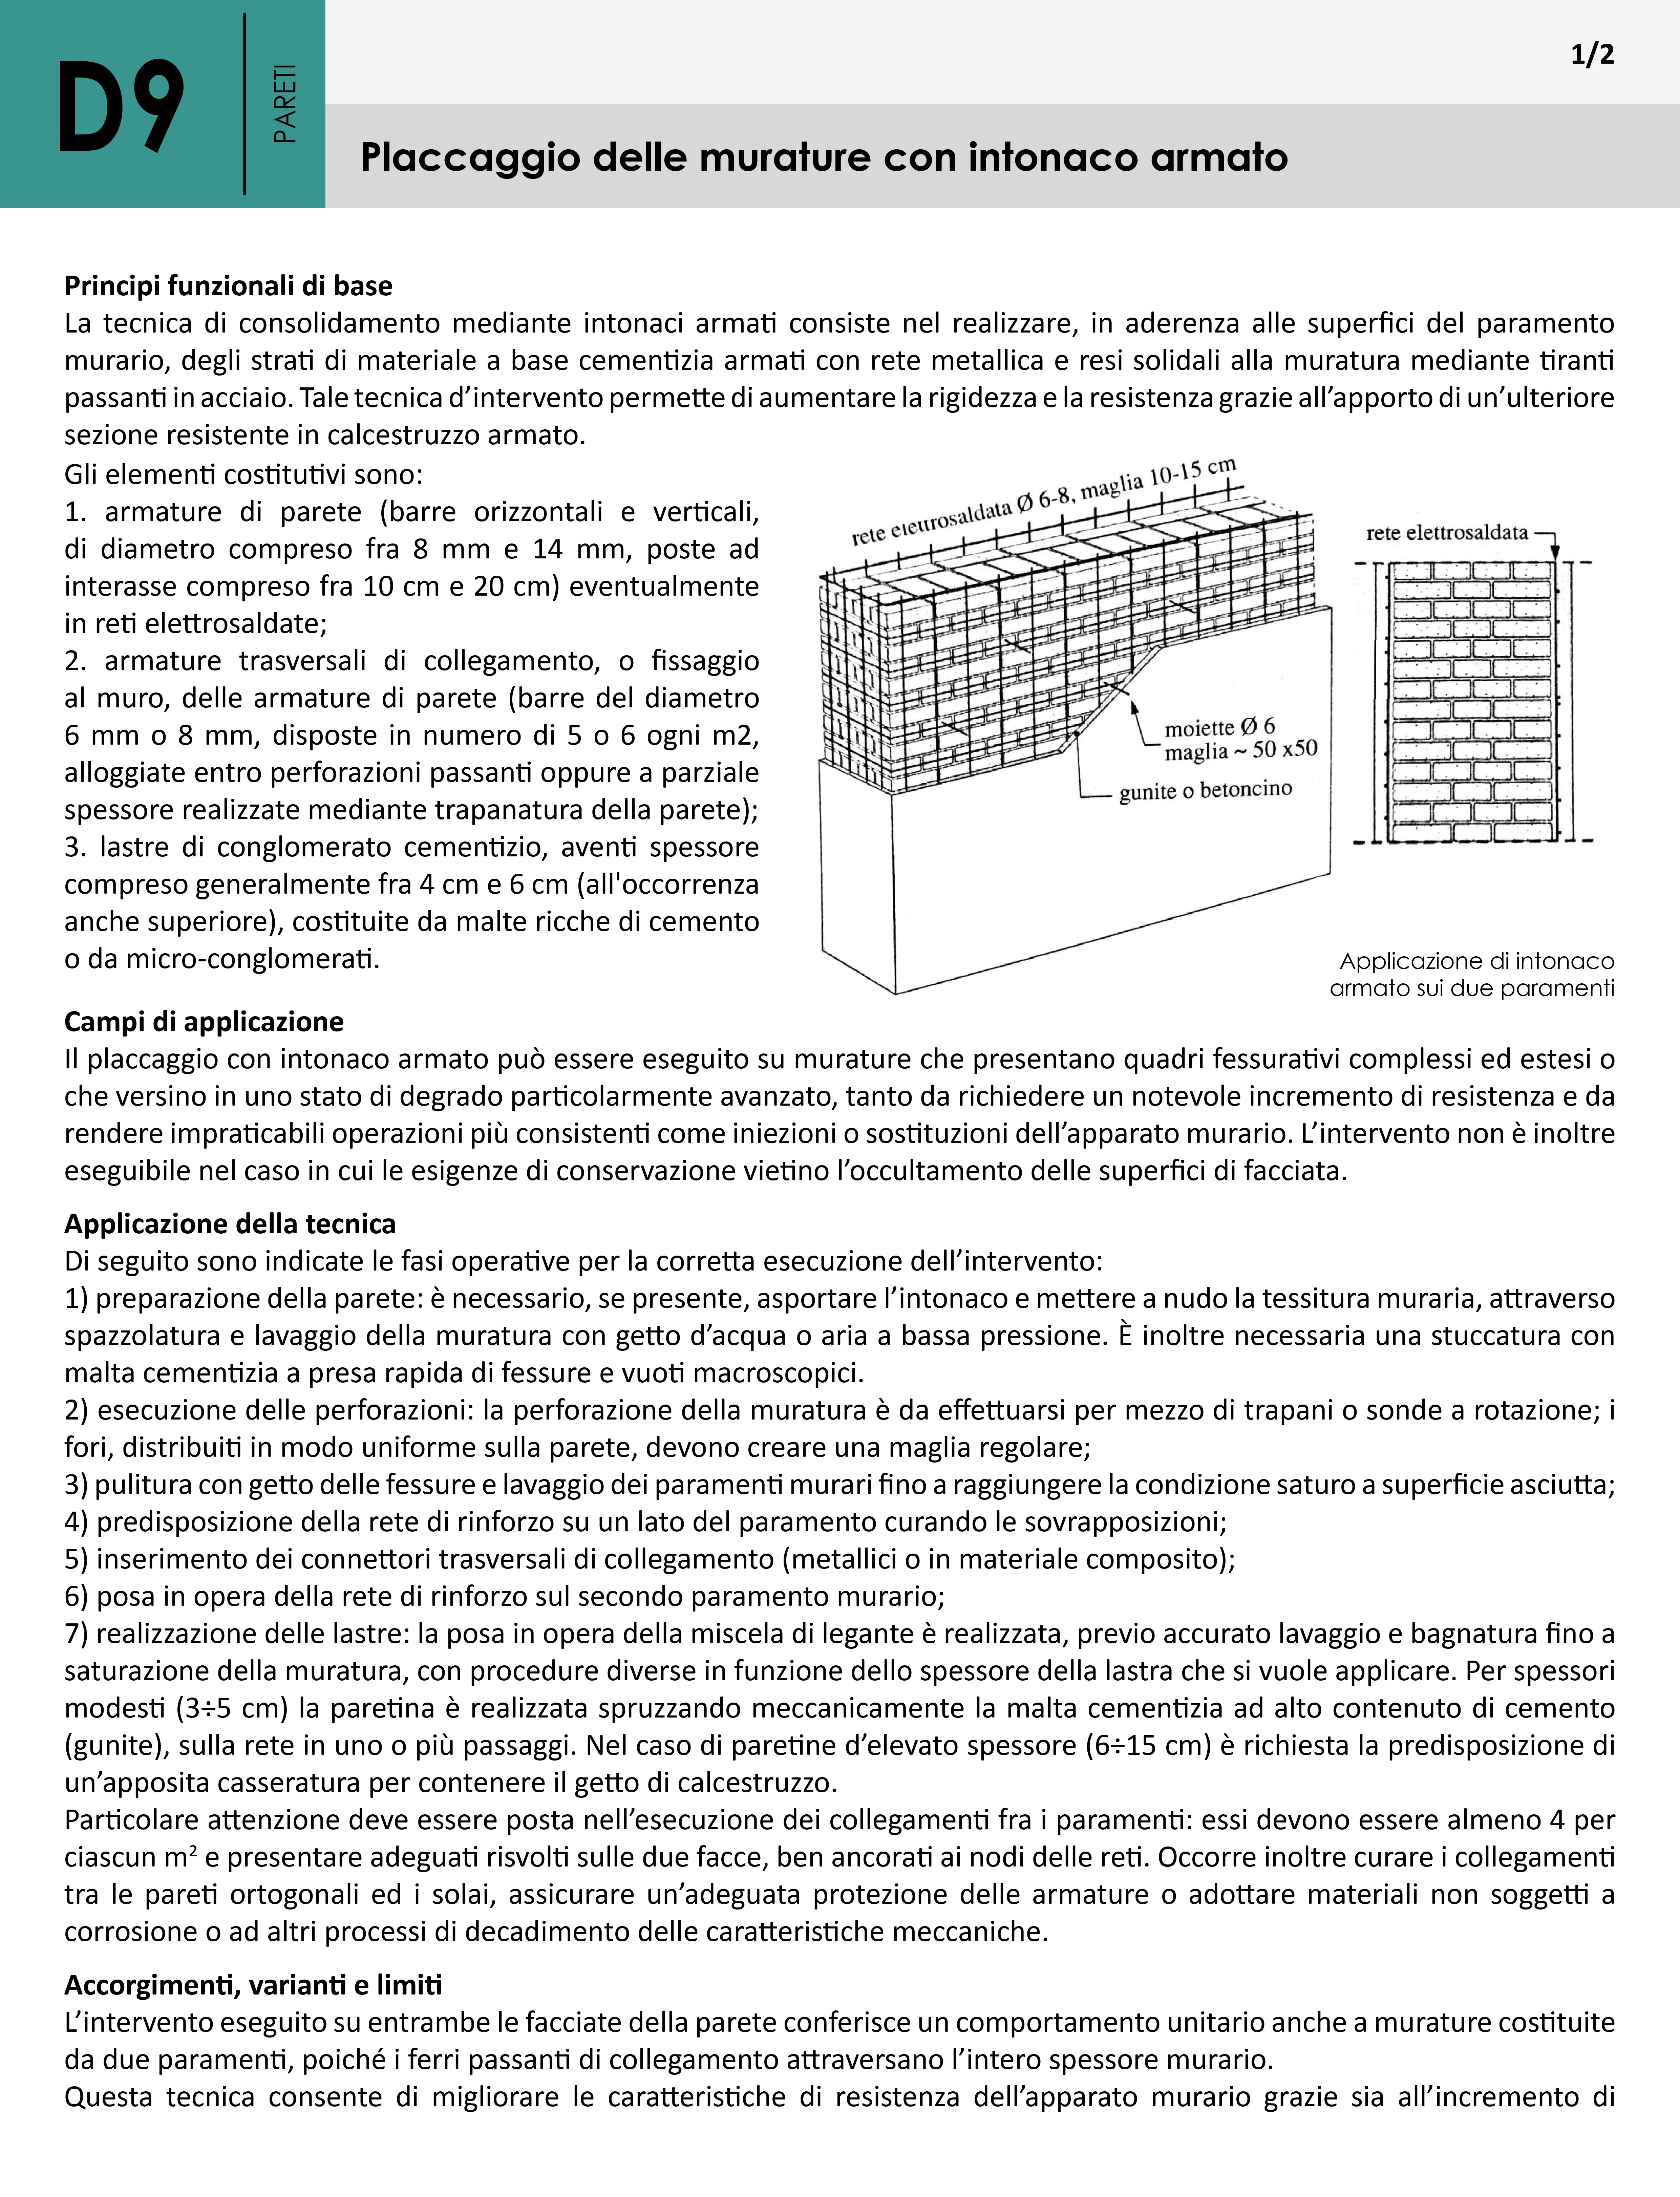 D9
PARETI
1/2
Placcaggio delle murature con intonaco armato
Principi funzionali di base
La tecnica di consolidamento mediante intonaci armati consiste nel realizzare, in aderenza alle superfici del paramento
murario, degli strati di materiale a base cementizia armati con rete metallica e resi solidali alla muratura mediante tiranti
passanti in acciaio. Tale tecnica d’intervento permette di aumentare la rigidezza e la resistenza grazie all’apporto di un’ulteriore
sezione resistente in calcestruzzo armato.
Gli elementi costitutivi sono:
1. armature di parete (barre orizzontali e verticali,
di diametro compreso fra 8 mm e 14 mm, poste ad
interasse compreso fra 10 cm e 20 cm) eventualmente
in reti elettrosaldate;
2. armature trasversali di collegamento, o fissaggio
al muro, delle armature di parete (barre del diametro
6 mm o 8 mm, disposte in numero di 5 o 6 ogni m2,
alloggiate entro perforazioni passanti oppure a parziale
spessore realizzate mediante trapanatura della parete);
3. lastre di conglomerato cementizio, aventi spessore
compreso generalmente fra 4 cm e 6 cm (all'occorrenza
anche superiore), costituite da malte ricche di cemento
o da micro-conglomerati.
rete elettrosaldata Ø 6-8, maglia 10-15 cm
rete elettrosaldata
moiette Ø 6
maglia ~ 50 x50
gunite o betoncino
Applicazione di intonaco
armato sui due paramenti
Campi di applicazione
Il placcaggio con intonaco armato può essere eseguito su murature che presentano quadri fessurativi complessi ed estesi o
che versino in uno stato di degrado particolarmente avanzato, tanto da richiedere un notevole incremento di resistenza e da
rendere impraticabili operazioni più consistenti come iniezioni o sostituzioni dell’apparato murario. L’intervento non è inoltre
eseguibile nel caso in cui le esigenze di conservazione vietino l’occultamento delle superfici di facciata.
Applicazione della tecnica
Di seguito sono indicate le fasi operative per la corretta esecuzione dell’intervento:
1) preparazione della parete: è necessario, se presente, asportare l’intonaco e mettere a nudo la tessitura muraria, attraverso
spazzolatura e lavaggio della muratura con getto d’acqua o aria a bassa pressione. È inoltre necessaria una stuccatura con
malta cementizia a presa rapida di fessure e vuoti macroscopici.
2) esecuzione delle perforazioni: la perforazione della muratura è da effettuarsi per mezzo di trapani o sonde a rotazione; i
fori, distribuiti in modo uniforme sulla parete, devono creare una maglia regolare;
3) pulitura con getto delle fessure e lavaggio dei paramenti murari fino a raggiungere la condizione saturo a superficie asciutta;
4) predisposizione della rete di rinforzo su un lato del paramento curando le sovrapposizioni;
5) inserimento dei connettori trasversali di collegamento (metallici o in materiale composito);
6) posa in opera della rete di rinforzo sul secondo paramento murario;
7) realizzazione delle lastre: la posa in opera della miscela di legante è realizzata, previo accurato lavaggio e bagnatura fino a
saturazione della muratura, con procedure diverse in funzione dello spessore della lastra che si vuole applicare. Per spessori
modesti (3÷5 cm) la paretina è realizzata spruzzando meccanicamente la malta cementizia ad alto contenuto di cemento
(gunite), sulla rete in uno o più passaggi. Nel caso di paretine d’elevato spessore (6÷15 cm) è richiesta la predisposizione di
un’apposita casseratura per contenere il getto di calcestruzzo.
Particolare attenzione deve essere posta nell’esecuzione dei collegamenti fra i paramenti: essi devono essere almeno 4 per
ciascun m² e presentare adeguati risvolti sulle due facce, ben ancorati ai nodi delle reti. Occorre inoltre curare i collegamenti
tra le pareti ortogonali ed i solai, assicurare un’adeguata protezione delle armature o adottare materiali non soggetti a
corrosione o ad altri processi di decadimento delle caratteristiche meccaniche.
Accorgimenti, varianti e limiti
L’intervento eseguito su entrambe le facciate della parete conferisce un comportamento unitario anche a murature costituite
da due paramenti, poiché i ferri passanti di collegamento attraversano l’intero spessore murario.
Questa tecnica consente di migliorare le caratteristiche di resistenza dell’apparato murario grazie sia all’incremento di